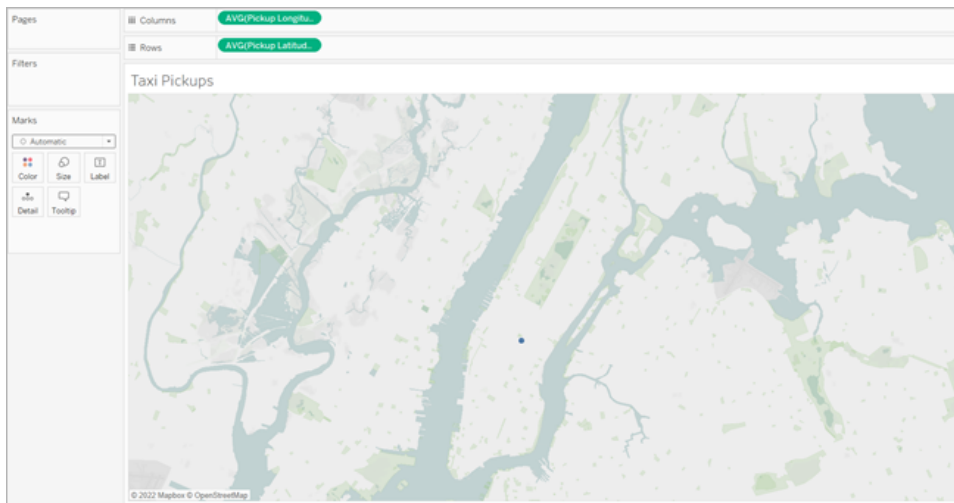 Pages
Columns
AVG(Pickup Longitu..
Rows
AVG(Pickup Latitud..
Filters
Taxi Pickups
Marks
Automatic
Color
Size
Label
Detail
Tooltip
© 2022 Mapbox © OpenStreetMap